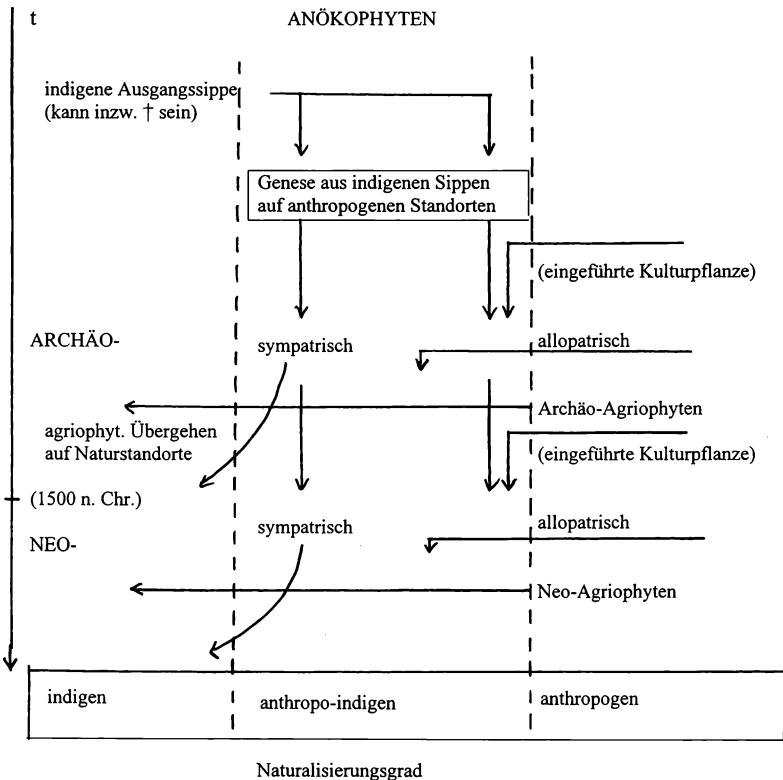 t
ANÖKOPHYTEN
indigene Ausgangssippe
(kann inzw. † sein)
Genese aus indigenen Sippen
auf anthropogenen Standorten
(eingeführte Kulturpflanze)
ARCHÄO-
sympatrisch
allopatrisch
Archäo-Agriophyten
agriophyt. Übergehen
auf Naturstandorte
(eingeführte Kulturpflanze)
(1500 n. Chr.)
sympatrisch
allopatrisch
NEO-
Neo-Agriophyten
indigen
anthropo-indigen
anthropogen
Naturalisierungsgrad